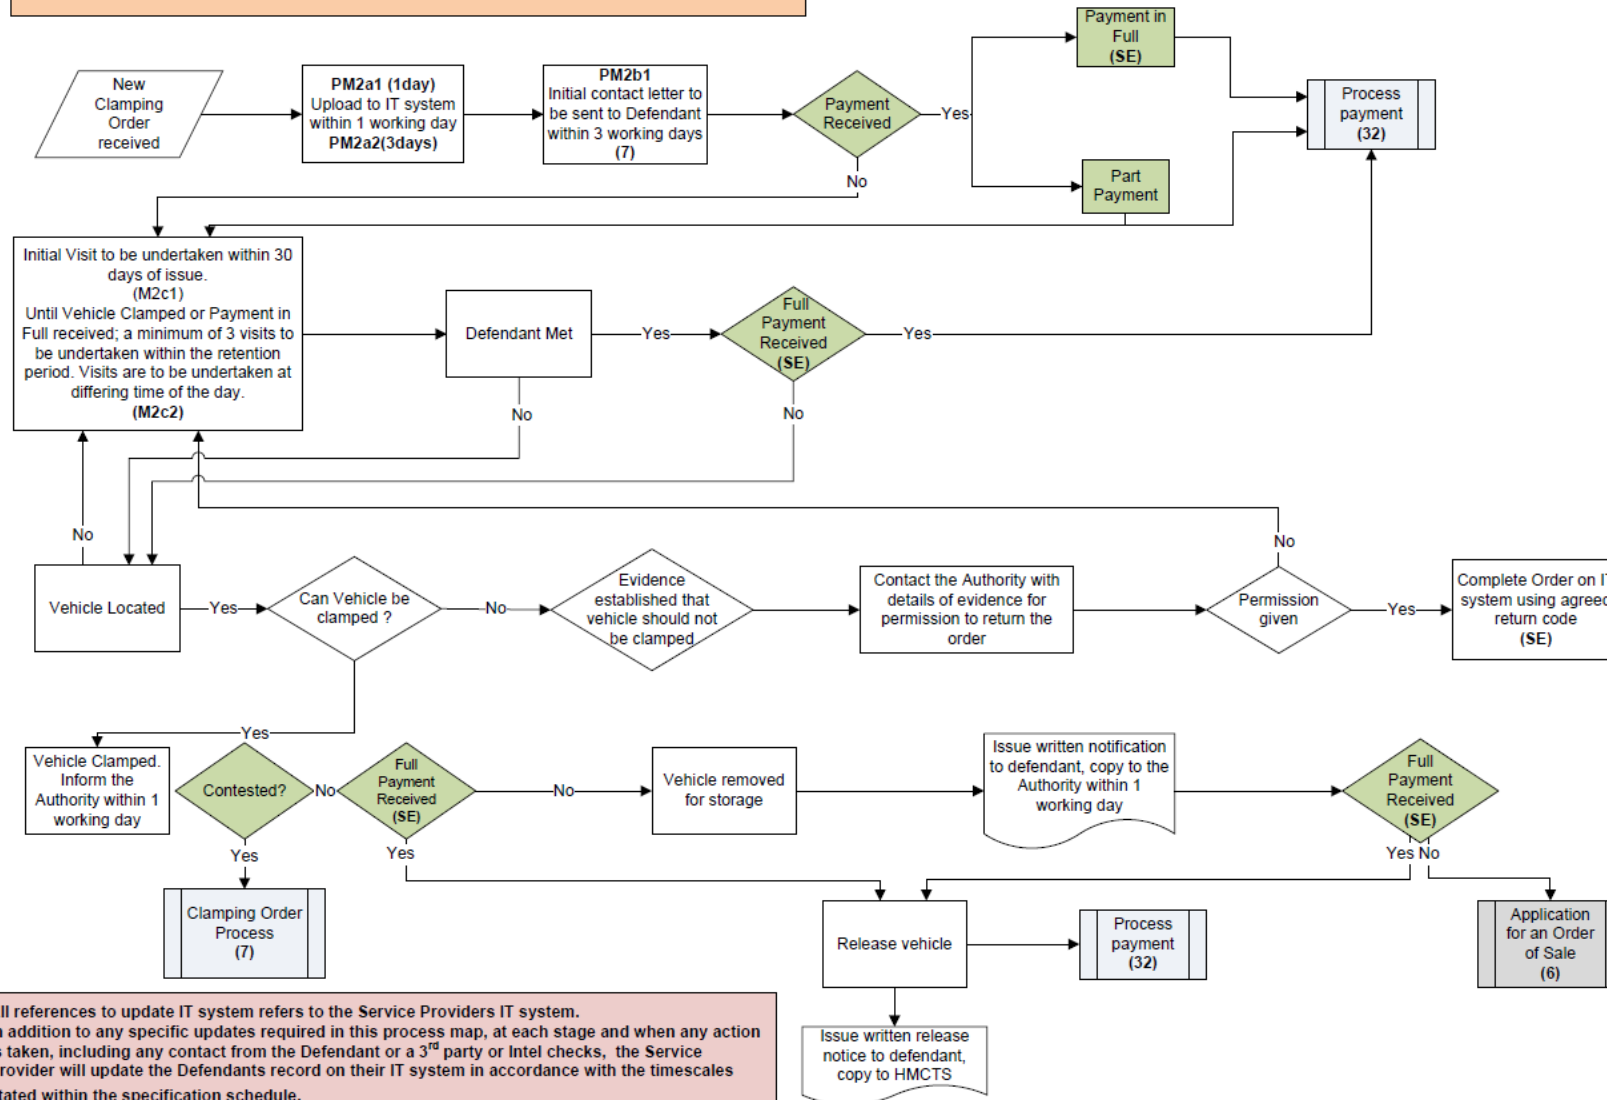 New
Clamping
Order
received
PM2a1 (1day)
Upload to IT system
within 1 working day
PM2a2(3days)
PM2b1
Initial contact letter to
be sent to Defendant
within 3 working days
(7)
Payment
Received
Yes
No
Payment in
Full
(SE)
Part
Payment
Process
payment
(32)
Initial Visit to be undertaken within 30
days of issue.
(M2c1)
Until Vehicle Clamped or Payment in
Full received; a minimum of 3 visits to
be undertaken within the retention
period. Visits are to be undertaken at
differing time of the day.
(M2c2)
Defendant Met
Yes
No
Full
Payment
Received
(SE)
Yes
No
No
Vehicle Located
Yes
Can Vehicle be
clamped ?
No
Evidence
established that
vehicle should not
be clamped
Contact the Authority with
details of evidence for
permission to return the
order
No
Permission
given
Yes
Complete Order on IT
system using agreed
return code
(SE)
Yes
Vehicle Clamped.
Inform the
Authority within 1
working day
Contested?
No
Yes
Full
Payment
Received
(SE)
No
Yes
Vehicle removed
for storage
Issue written notification
to defendant, copy to the
Authority within 1
working day
Full
Payment
Received
(SE)
Yes No
Clamping Order
Process
(7)
Release vehicle
Process
payment
(32)
Application
for an Order
of Sale
(6)
Issue written release
notice to defendant,
copy to HMCTS
ll references to update IT system refers to the Service Providers IT system.
n addition to any specific updates required in this process map, at each stage and when any action
s taken, including any contact from the Defendant or a 3rd party or Intel checks, the Service
rovider will update the Defendants record on their IT system in accordance with the timescales
tated within the specification schedule.